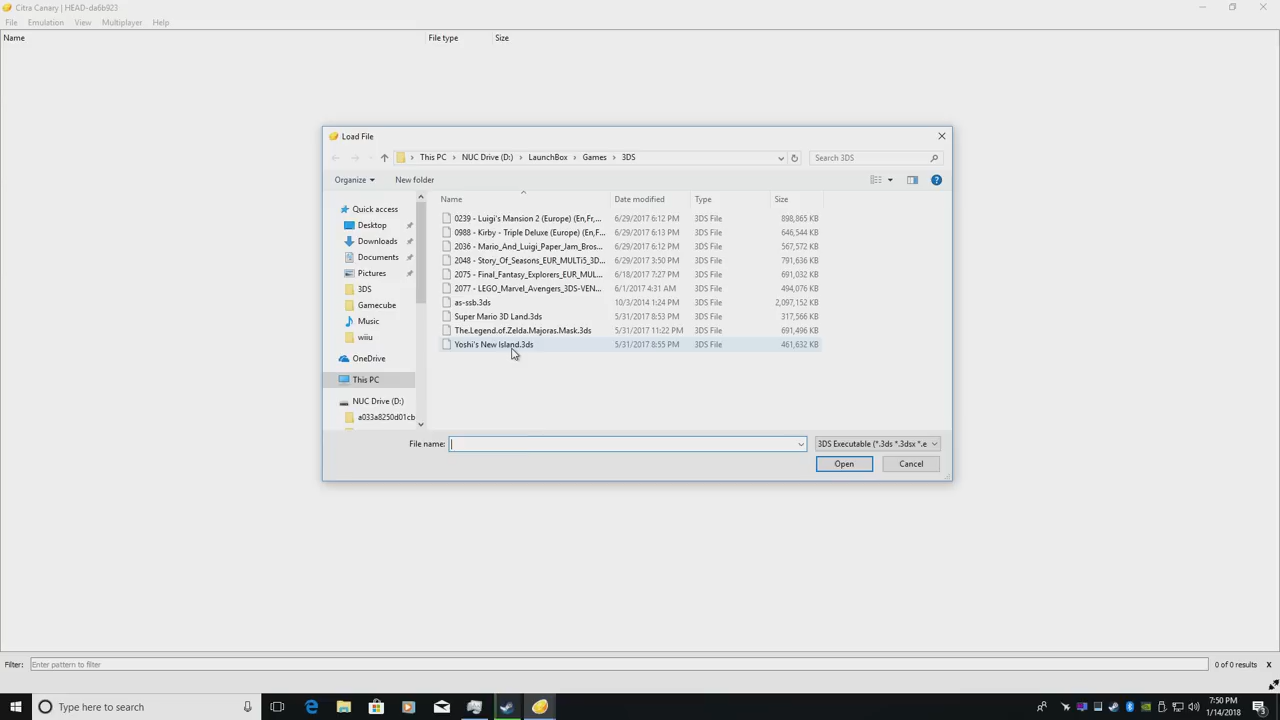 Citra Canary | HEAD-da6b923
File Emulation View Multiplayer Help
Name File type Size
Load File
This PC NUC Drive (D:) LaunchBox Games 3DS Search 3DS
Organize New folder
Name Date modified Type Size
Quick access
Desktop
Downloads
Documents
Pictures
3DS
Gamecube
Music
wiiu
OneDrive
This PC
NUC Drive (D:)
a033a8250d01cb
0239 - Luigi's Mansion 2 (Europe) (En,Fr,... 6/29/2017 6:12 PM 3DS File 898,865 KB
0988 - Kirby - Triple Deluxe (Europe) (En,F... 6/29/2017 6:13 PM 3DS File 646,544 KB
2036 - Mario_And_Luigi_Paper_Jam_Bros... 6/29/2017 6:12 PM 3DS File 567,572 KB
2048 - Story_Of_Seasons_EUR_MULTi5_3D... 6/29/2017 3:50 PM 3DS File 791,636 KB
2075 - Final_Fantasy_Explorers_EUR_MUL... 6/18/2017 7:27 PM 3DS File 691,032 KB
2077 - LEGO_Marvel_Avengers_3DS-VEN... 6/1/2017 4:31 AM 3DS File 494,076 KB
as-ssb.3ds 10/3/2014 1:24 PM 3DS File 2,097,152 KB
Super Mario 3D Land.3ds 5/31/2017 8:53 PM 3DS File 317,566 KB
The.Legend.of.Zelda.Majoras.Mask.3ds 5/31/2017 11:22 PM 3DS File 691,496 KB
Yoshi's New Island.3ds 5/31/2017 8:55 PM 3DS File 461,632 KB
File name: 3DS Executable (*.3ds *.3dsx *.e
Open Cancel
Filter: Enter pattern to filter 0 of 0 results X
Type here to search 7:50 PM
1/14/2018